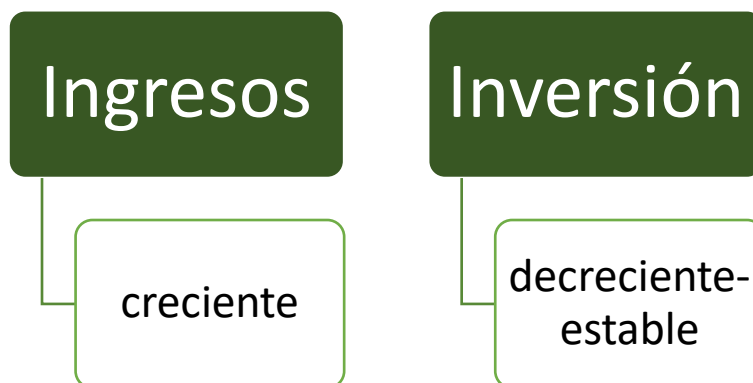 Ingresos
creciente
Inversión
decreciente-
estable